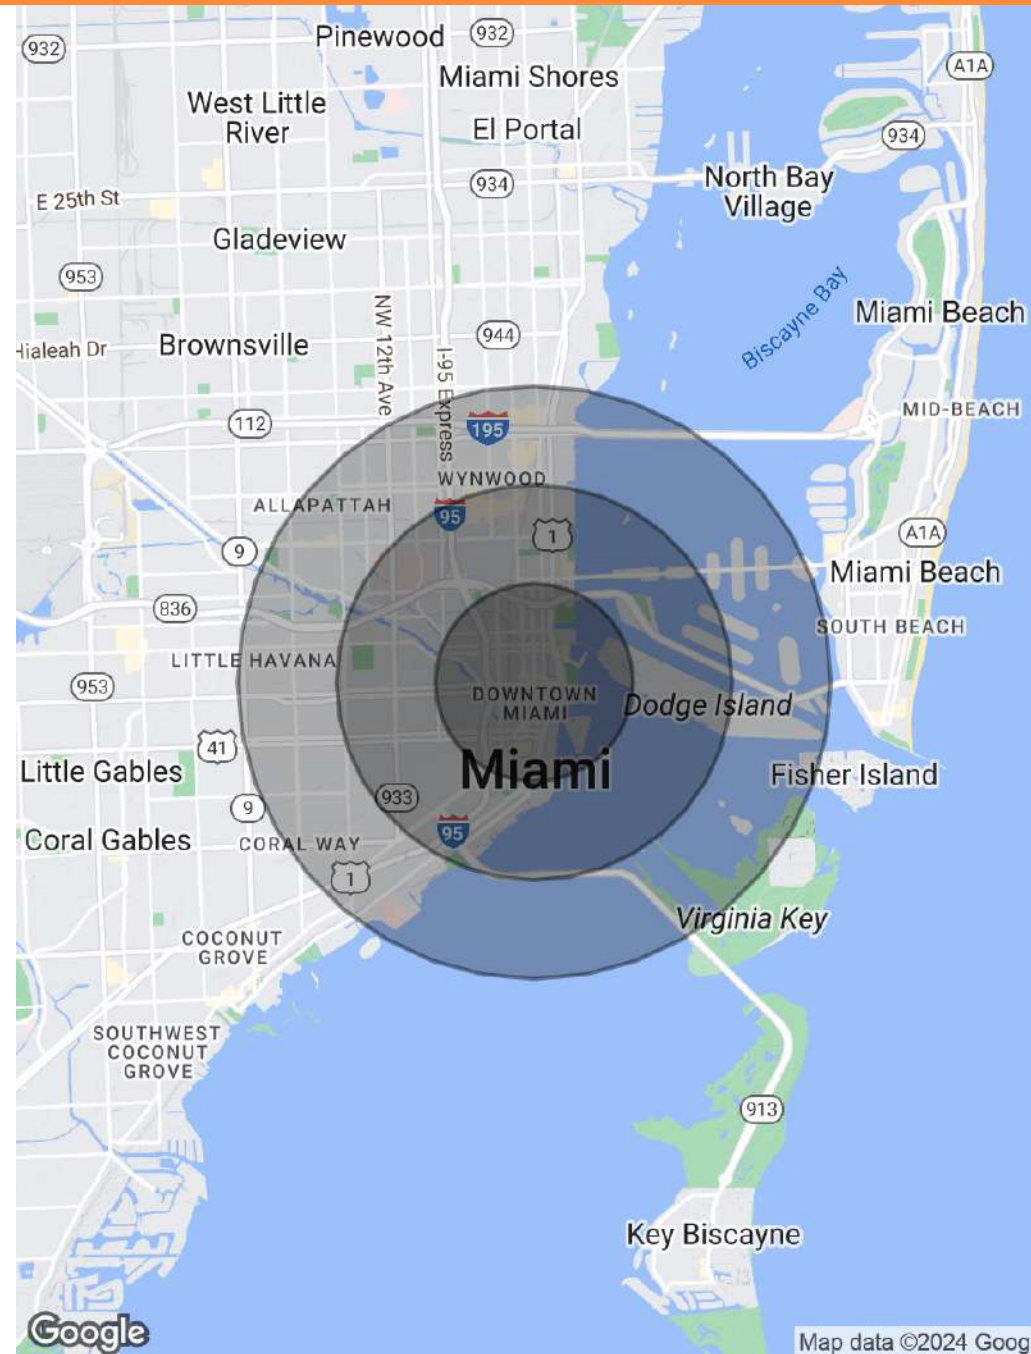 932
Pinewood
932
A1A
Miami Shores
West Little
River
El Portal
934
934
North Bay
Village
E 25th St
Gladeview
953
Biscayne Bay
Miami Beach
NW 12th Ave
944
Hialeah Dr
Brownsville
I-95 Express
MID-BEACH
112
195
WYNWOOD
ALLAPATTAH
95
1
A1A
9
Miami Beach
836
SOUTH BEACH
LITTLE HAVANA
953
DOWNTOWN
MIAMI
Dodge Island
41
Little Gables
Miami
Fisher Island
933
9
Coral Gables
CORAL WAY
95
1
Virginia Key
COCONUT
GROVE
SOUTHWEST
COCONUT
GROVE
913
Key Biscayne
Google
Map data ©2024 Goog